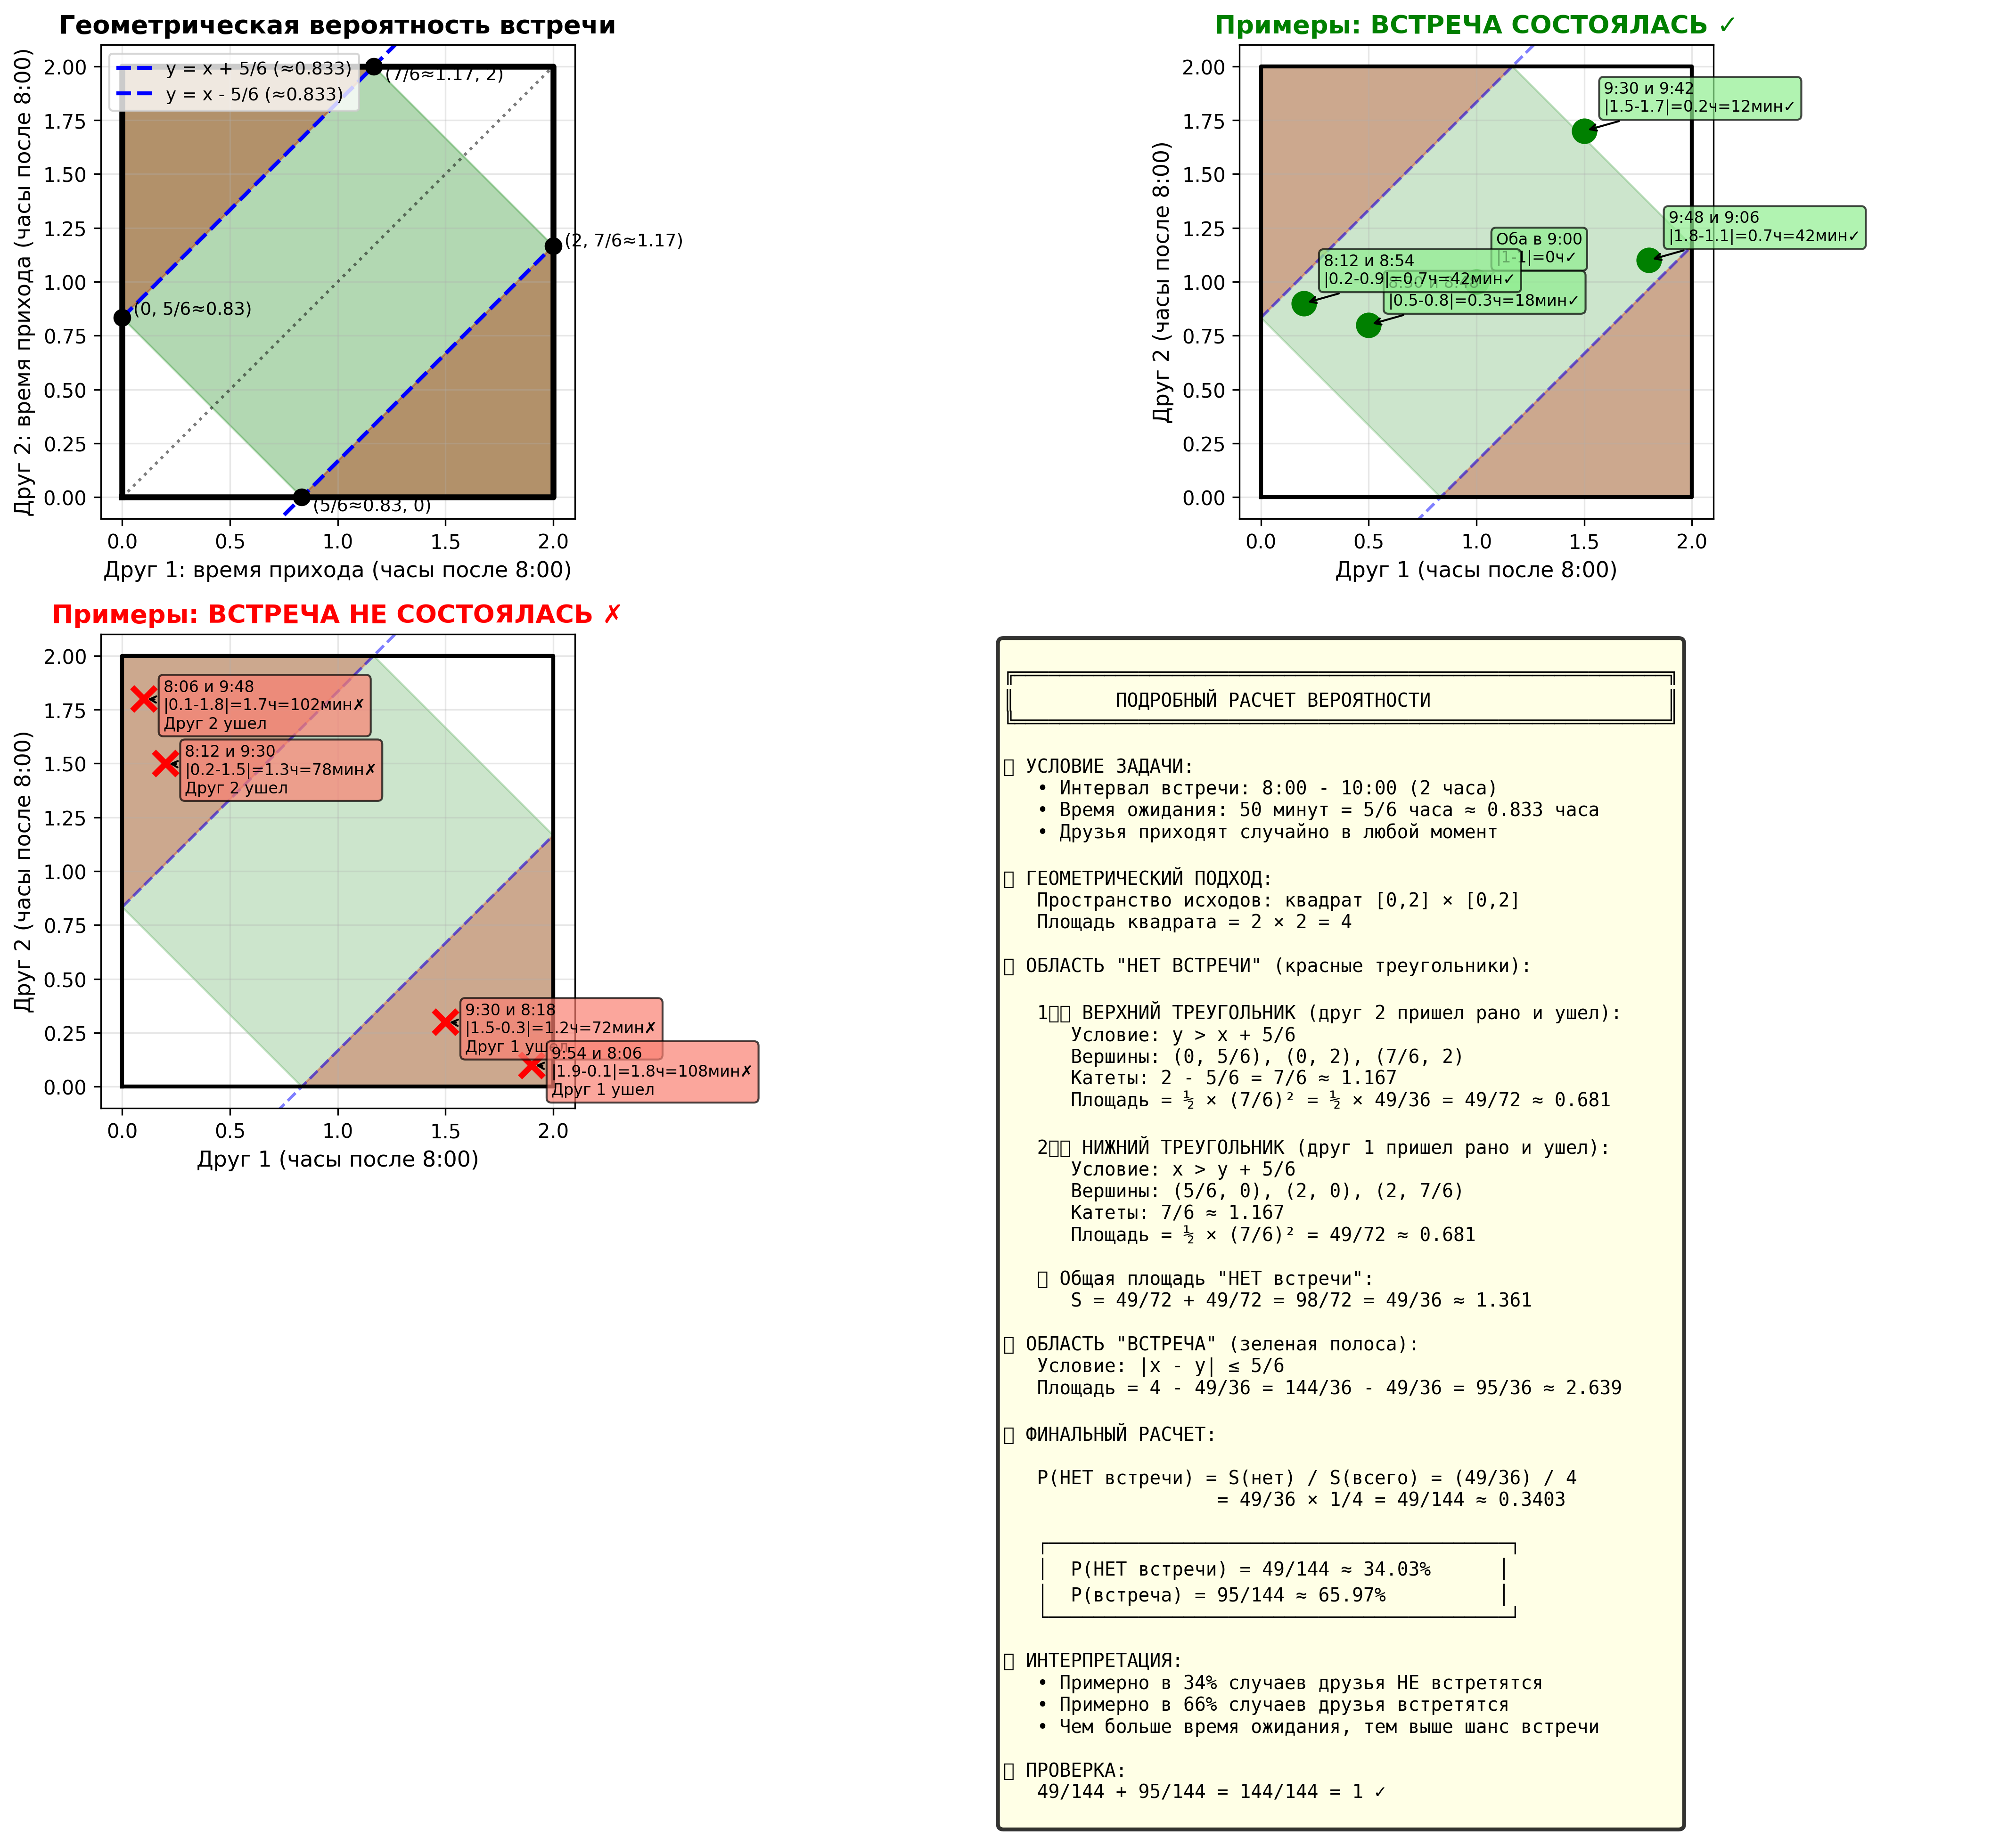 Геометрическая вероятность встречи
y = x + 5/6 (≈0.833)
y = x - 5/6 (≈0.833)
(7/6≈1.17, 2)
(2, 7/6≈1.17)
(0, 5/6≈0.83)
(5/6≈0.83, 0)
2.00
1.75
1.50
1.25
1.00
0.75
0.50
0.25
0.00
0.0 0.5 1.0 1.5 2.0
Друг 2: время прихода (часы после 8:00)
Друг 1: время прихода (часы после 8:00)
Примеры: ВСТРЕЧА СОСТОЯЛАСЬ ✓
9:30 и 9:42
|1.5-1.7|=0.2ч=12мин✓
9:48 и 9:06
|1.8-1.1|=0.7ч=42мин✓
Оба в 9:00
|1-1|=0ч✓
8:12 и 8:54
|0.2-0.9|=0.7ч=42мин✓
|0.5-0.8|=0.3ч=18мин✓
2.00
1.75
1.50
1.25
1.00
0.75
0.50
0.25
0.00
0.0 0.5 1.0 1.5 2.0
Друг 2 (часы после 8:00)
Друг 1 (часы после 8:00)
Примеры: ВСТРЕЧА НЕ СОСТОЯЛАСЬ ✗
8:06 и 9:48
|0.1-1.8|=1.7ч=102мин✗
Друг 2 ушел
8:12 и 9:30
|0.2-1.5|=1.3ч=78мин✗
Друг 2 ушел
9:30 и 8:18
|1.5-0.3|=1.2ч=72мин✗
Друг 1
9:54 и 8:06
|1.9-0.1|=1.8ч=108мин✗
Друг 1 ушел
2.00
1.75
1.50
1.25
1.00
0.75
0.50
0.25
0.00
0.0 0.5 1.0 1.5 2.0
Друг 2 (часы после 8:00)
Друг 1 (часы после 8:00)
ПОДРОБНЫЙ РАСЧЕТ ВЕРОЯТНОСТИ
УСЛОВИЕ ЗАДАЧИ:
• Интервал встречи: 8:00 - 10:00 (2 часа)
• Время ожидания: 50 минут = 5/6 часа ≈ 0.833 часа
• Друзья приходят случайно в любой момент
ГЕОМЕТРИЧЕСКИЙ ПОДХОД:
Пространство исходов: квадрат [0,2] × [0,2]
Площадь квадрата = 2 × 2 = 4
ОБЛАСТЬ "НЕТ ВСТРЕЧИ" (красные треугольники):
1 ВЕРХНИЙ ТРЕУГОЛЬНИК (друг 2 пришел рано и ушел):
Условие: y > x + 5/6
Вершины: (0, 5/6), (0, 2), (7/6, 2)
Катеты: 2 - 5/6 = 7/6 ≈ 1.167
Площадь = ½ × (7/6)² = ½ × 49/36 = 49/72 ≈ 0.681
2 НИЖНИЙ ТРЕУГОЛЬНИК (друг 1 пришел рано и ушел):
Условие: x > y + 5/6
Вершины: (5/6, 0), (2, 0), (2, 7/6)
Катеты: 7/6 ≈ 1.167
Площадь = ½ × (7/6)² = 49/72 ≈ 0.681
Общая площадь "НЕТ встречи":
S = 49/72 + 49/72 = 98/72 = 49/36 ≈ 1.361
ОБЛАСТЬ "ВСТРЕЧА" (зеленая полоса):
Условие: |x - y| ≤ 5/6
Площадь = 4 - 49/36 = 144/36 - 49/36 = 95/36 ≈ 2.639
ФИНАЛЬНЫЙ РАСЧЕТ:
P(НЕТ встречи) = S(нет) / S(всего) = (49/36) / 4
= 49/36 × 1/4 = 49/144 ≈ 0.3403
P(НЕТ встречи) = 49/144 ≈ 34.03%
P(встреча) = 95/144 ≈ 65.97%
ИНТЕРПРЕТАЦИЯ:
• Примерно в 34% случаев друзья НЕ встретятся
• Примерно в 66% случаев друзья встретятся
• Чем больше время ожидания, тем выше шанс встречи
ПРОВЕРКА:
49/144 + 95/144 = 144/144 = 1 ✓